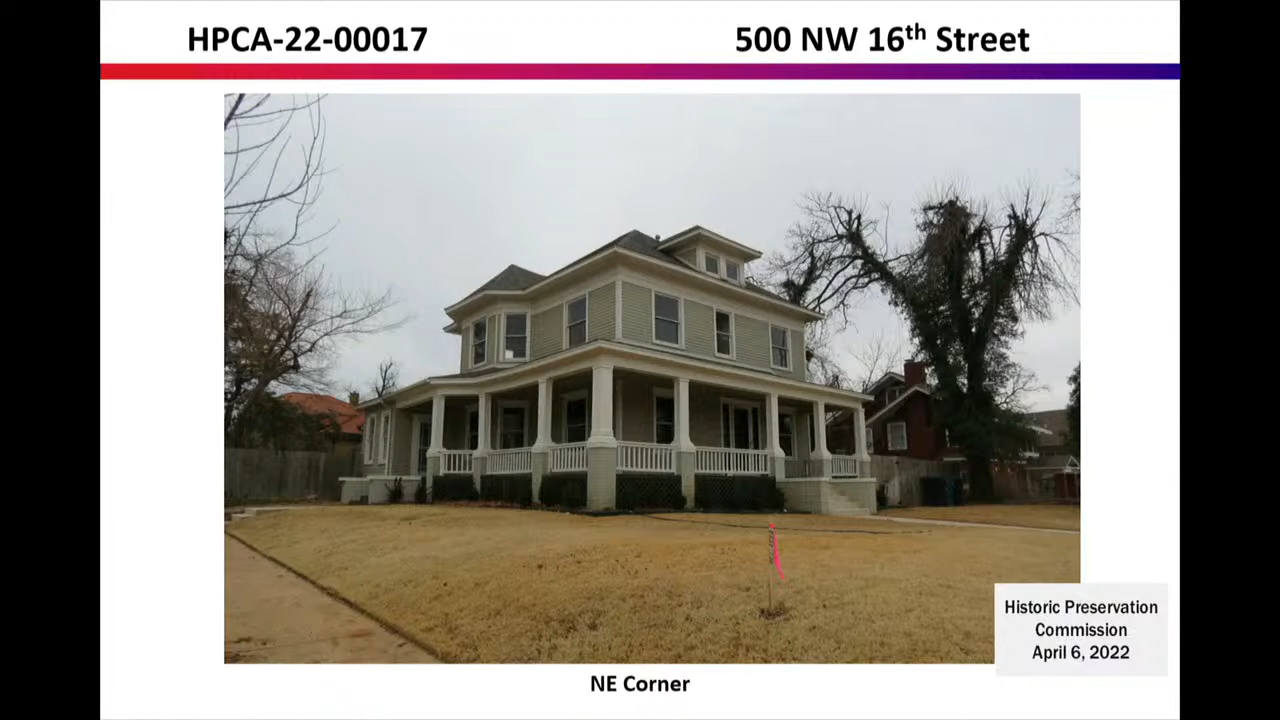 HPCA-22-00017
500 NW 16th Street
Historic Preservation
Commission
April 6, 2022
NE Corner